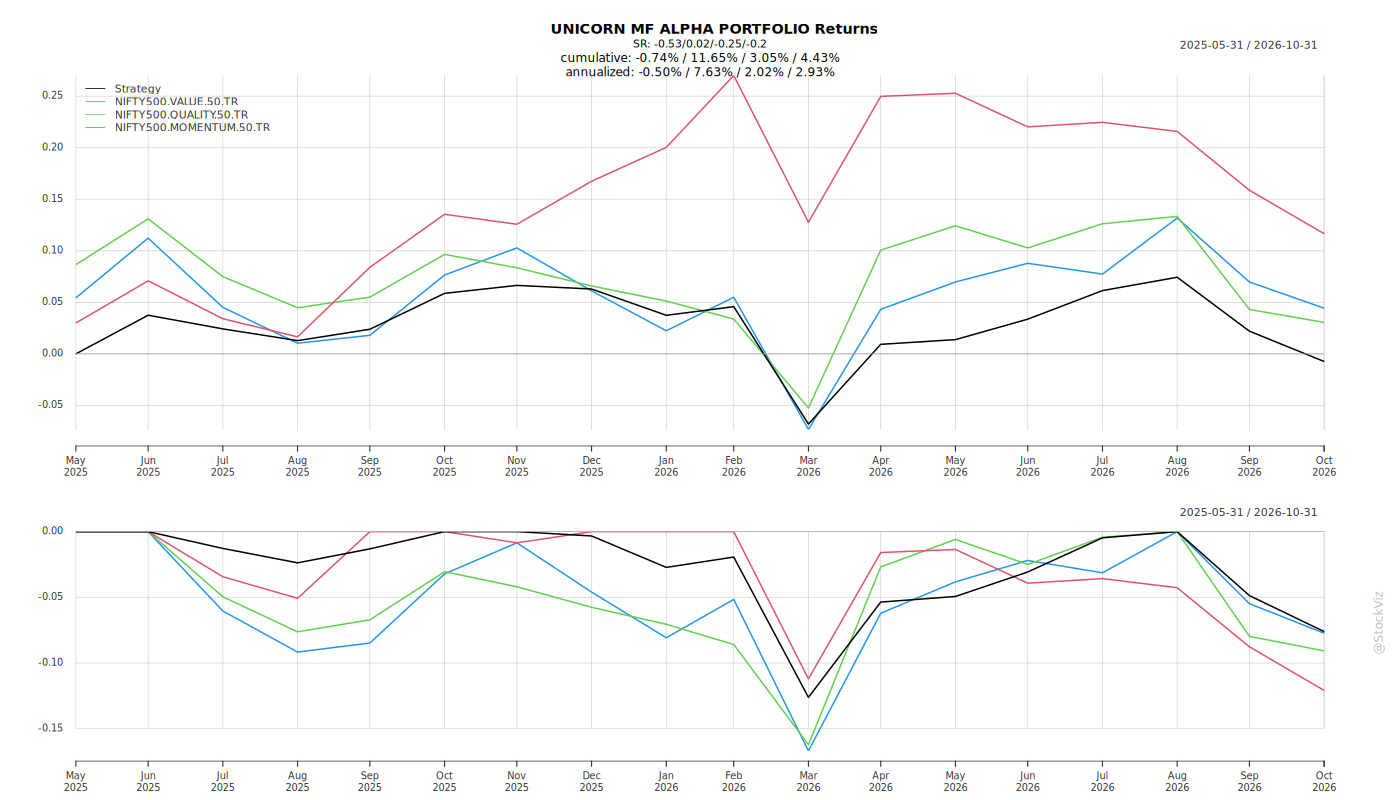 UNICORN MF ALPHA PORTFOLIO Returns
SR: -0.53/0.02/-0.25/-0.2
2025-05-31 / 2026-10-31
cumulative: -0.74% / 11.65% / 3.05% / 4.43%
annualized: -0.50% / 7.63% / 2.02% / 2.93%
Strategy
NIFTY500.VALUE.50.TR
NIFTY500.QUALITY.50.TR
NIFTY500.MOMENTUM.50.TR
0.25
0.20
0.15
0.10
0.05
0.00
-0.05
May Jun Jul Aug Sep Oct Nov Dec Jan Feb Mar Apr May Jun Jul Aug Sep Oct
2025 2025 2025 2025 2025 2025 2025 2025 2026 2026 2026 2026 2026 2026 2026 2026 2026 2026
2025-05-31 / 2026-10-31
0.00
-0.05
-0.10
-0.15
May Jun Jul Aug Sep Oct Nov Dec Jan Feb Mar Apr May Jun Jul Aug Sep Oct
2025 2025 2025 2025 2025 2025 2025 2025 2026 2026 2026 2026 2026 2026 2026 2026 2026 2026
@StockViz